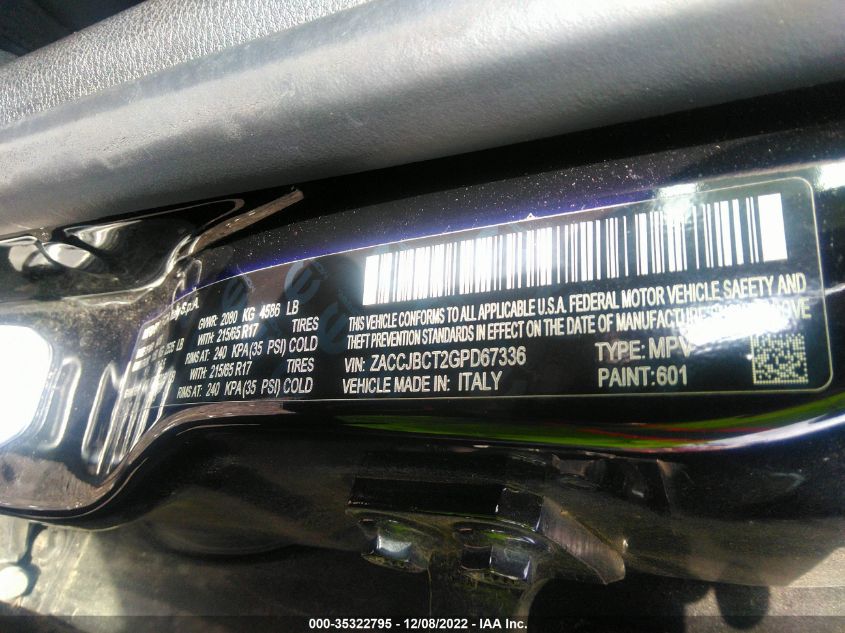 S.p.A.
GVWR: 2080 KG 4586 LB
WITH: 215/65 R17 TIRES
RIMS AT: 240 KPA (35 PSI) COLD
WITH: 215/65 R17 TIRES
RIMS AT: 240 KPA (35 PSI) COLD
THIS VEHICLE CONFORMS TO ALL APPLICABLE U.S.A. FEDERAL MOTOR VEHICLE SAFETY AND
THEFT PREVENTION STANDARDS IN EFFECT ON THE DATE OF MANUFACTURE SHOWN ABOVE
VIN: ZACCJBCT2GPD67336 TYPE: MPV
VEHICLE MADE IN: ITALY PAINT: 601
000-35322795 - 12/08/2022 - IAA Inc.